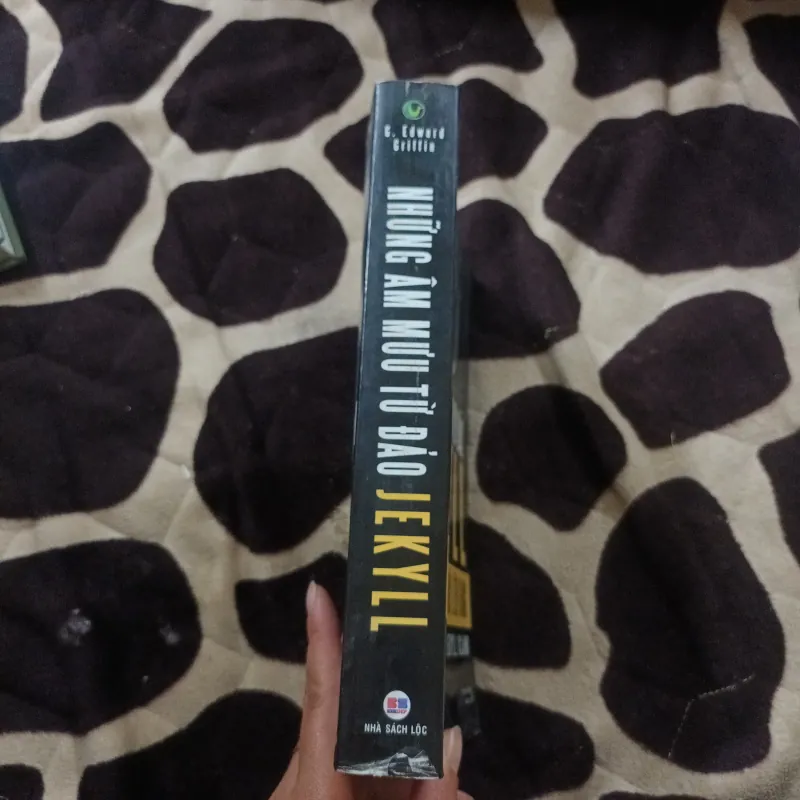 G. Edward
Griffin
NHỮNG ÂM MƯU TỪ ĐẢO JEKYLL
NHÀ SÁCH LỘC